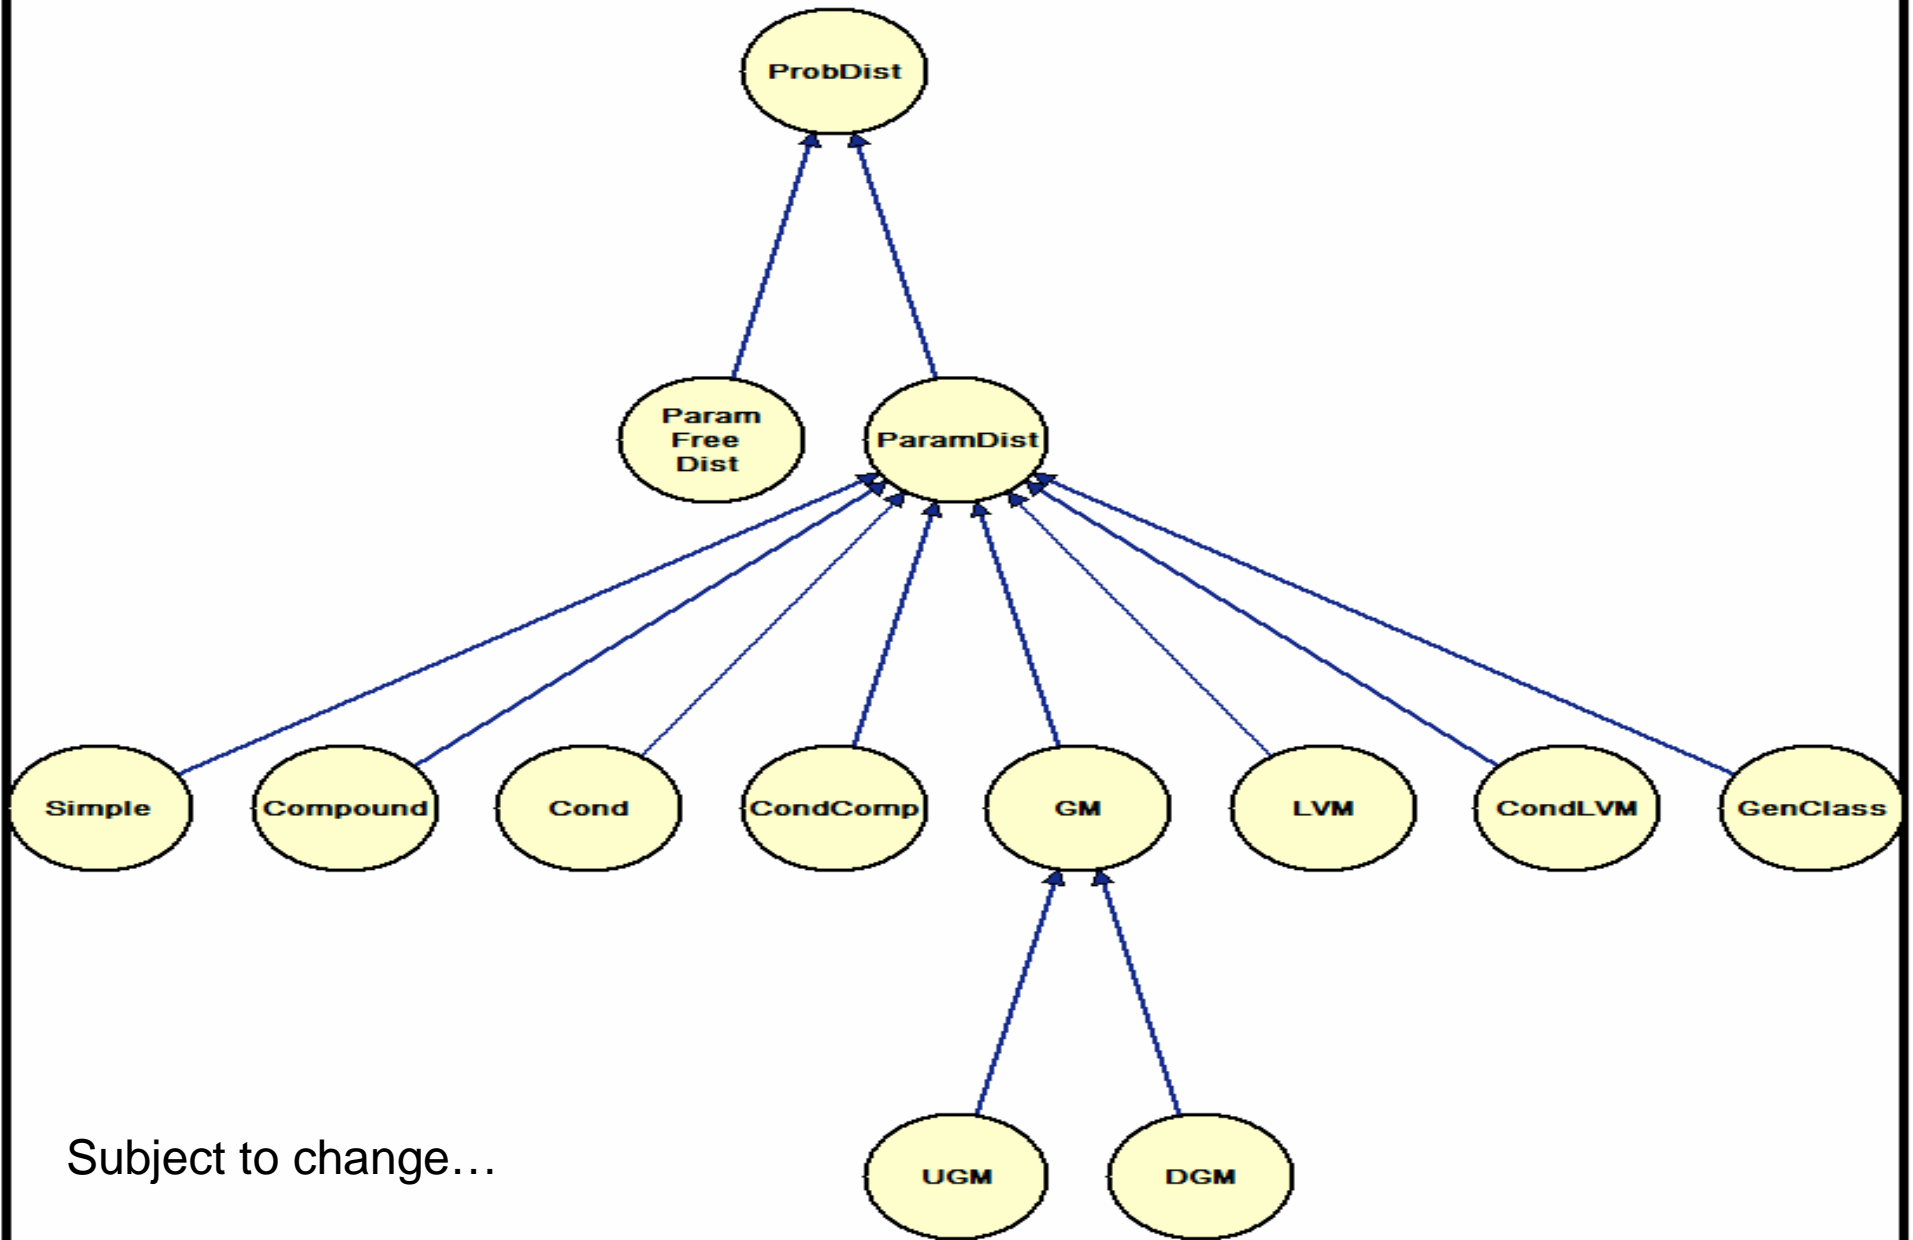 ProbDist
Param
Free
Dist
ParamDist
Simple
Compound
Cond
CondComp
GM
LVM
CondLVM
GenClass
Subject to change…
UGM
DGM